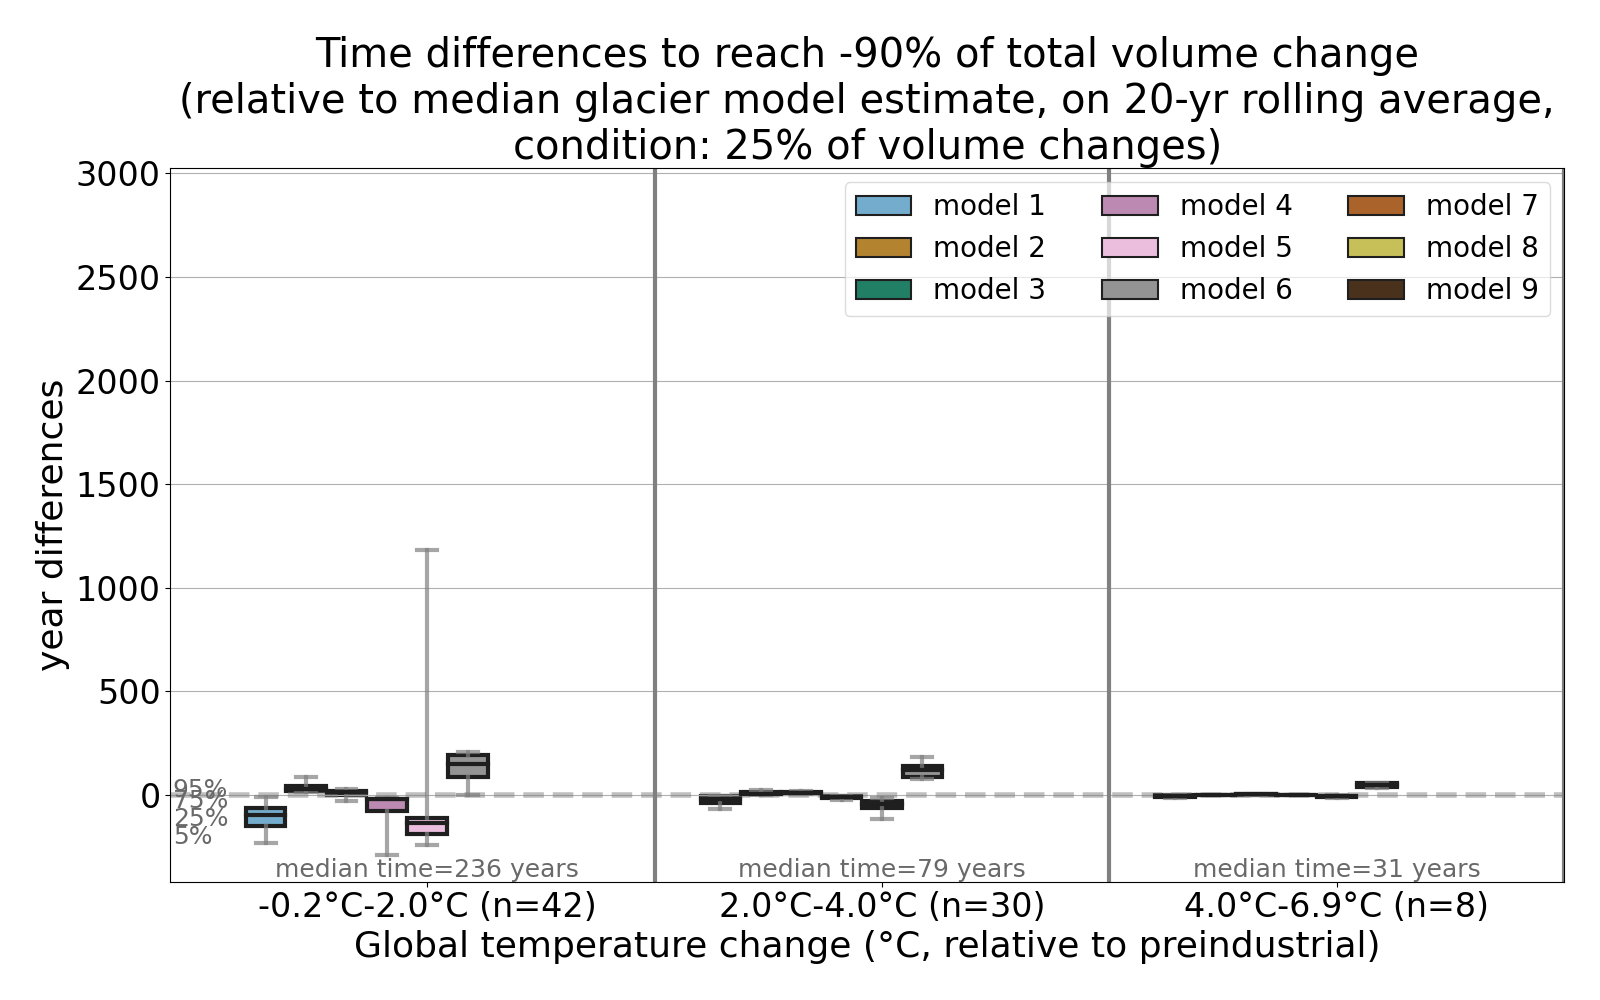 Time differences to reach -90% of total volume change
(relative to median glacier model estimate, on 20-yr rolling average,
condition: 25% of volume changes)
3000
2500
2000
1500
1000
500
0
year differences
model 1
model 2
model 3
model 4
model 5
model 6
model 7
model 8
model 9
95%
75%
25%
5%
median time=236 years
median time=79 years
median time=31 years
-0.2°C-2.0°C (n=42)
2.0°C-4.0°C (n=30)
4.0°C-6.9°C (n=8)
Global temperature change (°C, relative to preindustrial)